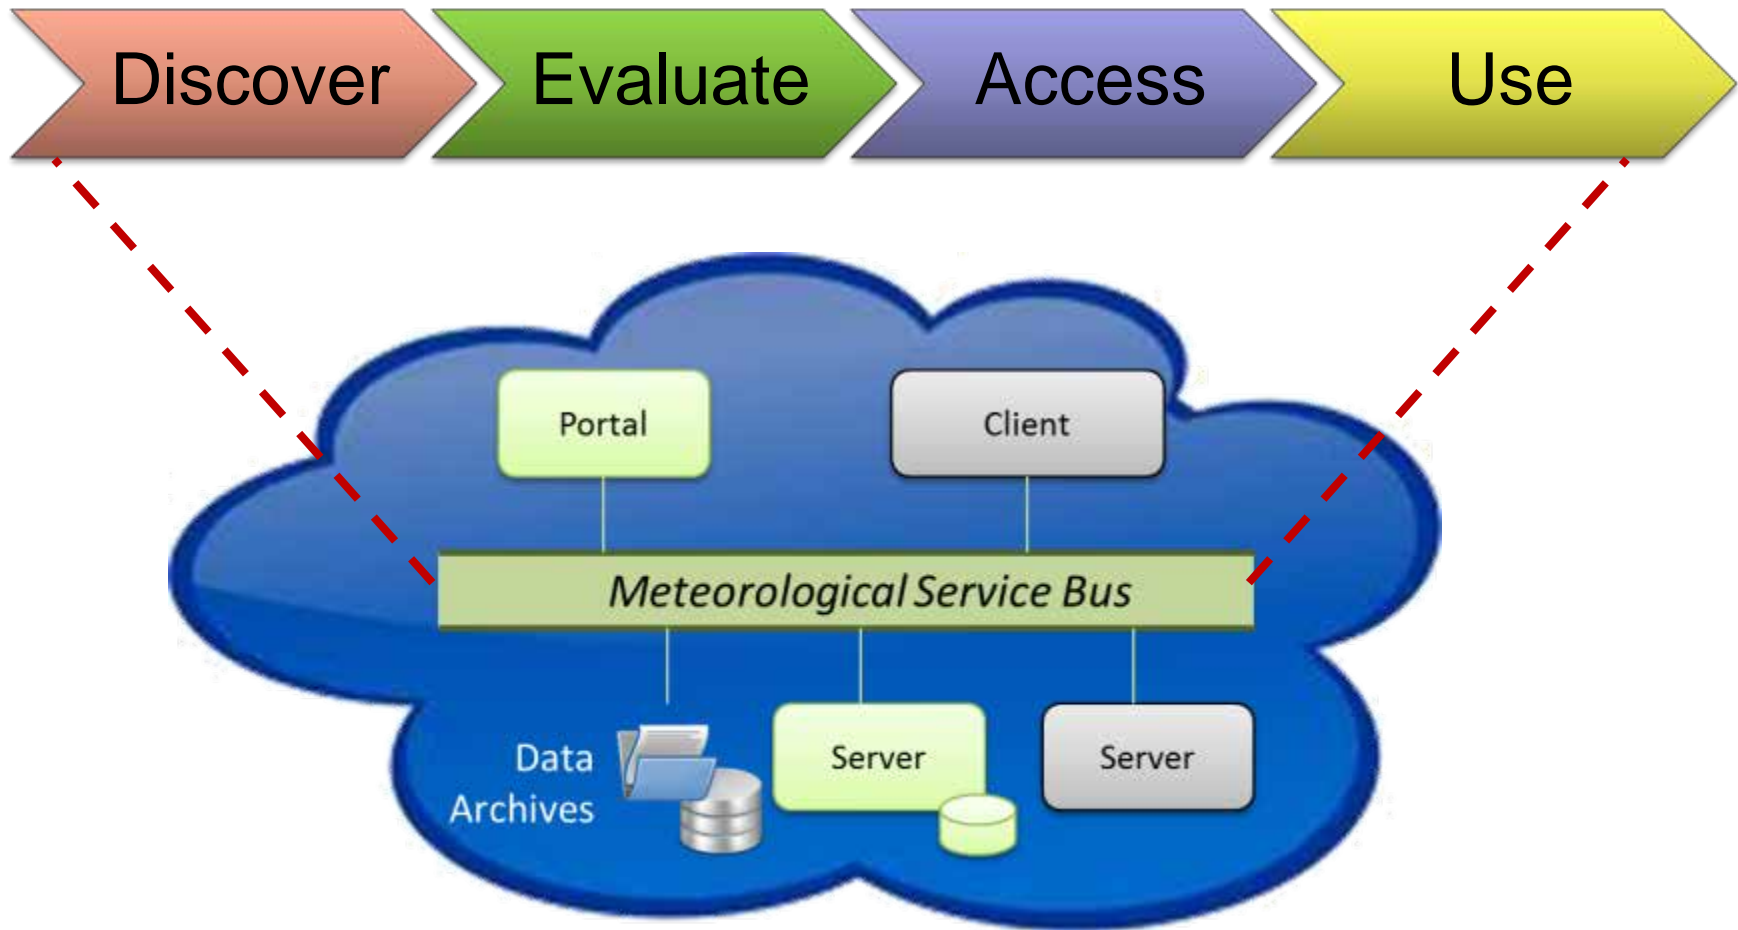 Discover
Evaluate
Access
Use
Portal
Client
Meteorological Service Bus
Data
Archives
Server
Server